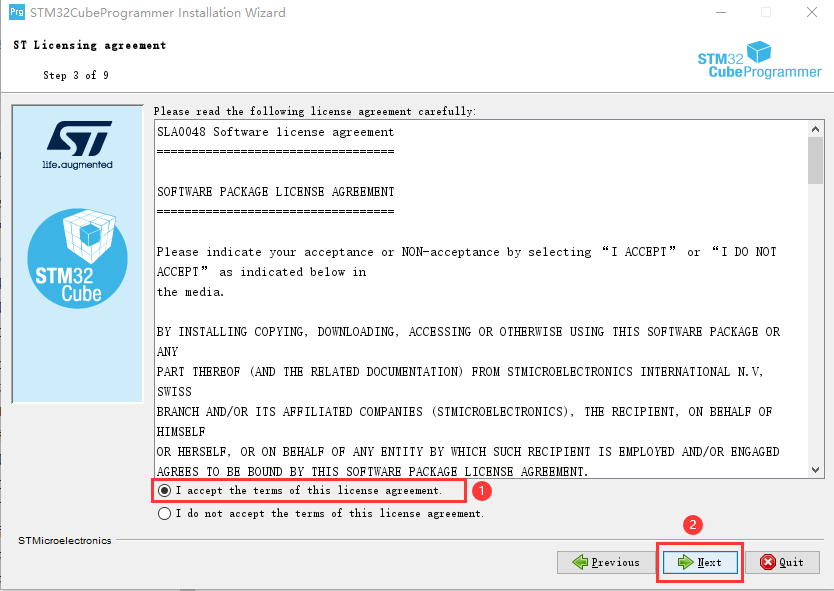 Prg STM32CubeProgrammer Installation Wizard
ST Licensing agreement
Step 3 of 9
STM32
CubeProgrammer
life.augmented
STM32
Cube
Please read the following license agreement carefully:
SLA0048 Software license agreement
==================================
SOFTWARE PACKAGE LICENSE AGREEMENT
==================================
Please indicate your acceptance or NON-acceptance by selecting “I ACCEPT” or “I DO NOT
ACCEPT” as indicated below in
the media.
BY INSTALLING COPYING, DOWNLOADING, ACCESSING OR OTHERWISE USING THIS SOFTWARE PACKAGE OR
ANY
PART THEREOF (AND THE RELATED DOCUMENTATION) FROM STMICROELECTRONICS INTERNATIONAL N.V,
SWISS
BRANCH AND/OR ITS AFFILIATED COMPANIES (STMICROELECTRONICS), THE RECIPIENT, ON BEHALF OF
HIMSELF
OR HERSELF, OR ON BEHALF OF ANY ENTITY BY WHICH SUCH RECIPIENT IS EMPLOYED AND/OR ENGAGED
AGREES TO BE BOUND BY THIS SOFTWARE PACKAGE LICENSE AGREEMENT.
I accept the terms of this license agreement. 1
I do not accept the terms of this license agreement.
2
STMicroelectronics
Previous Next Quit